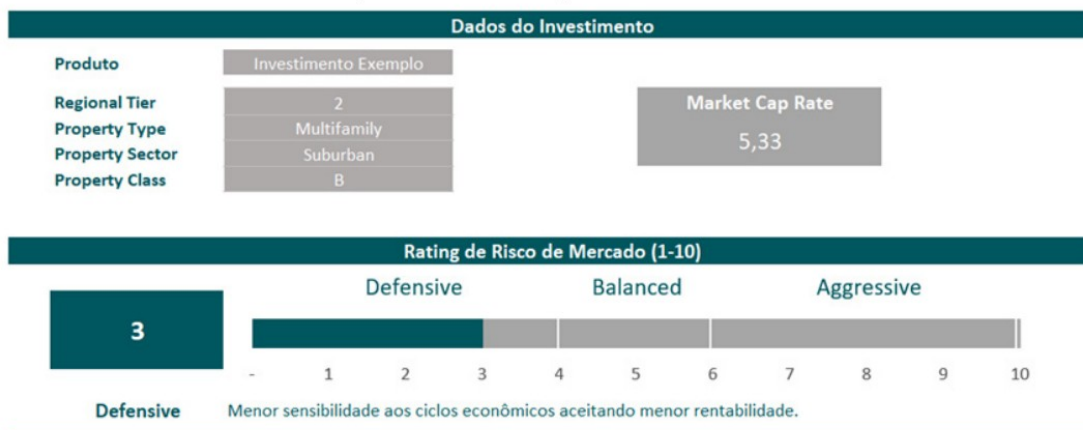 Dados do Investimento
Produto Investimento Exemplo
Regional Tier 2
Property Type Multifamily
Property Sector Suburban
Property Class B
Market Cap Rate
5,33
Rating de Risco de Mercado (1-10)
Defensive Balanced Aggressive
3
- 1 2 3 4 5 6 7 8 9 10
Defensive Menor sensibilidade aos ciclos econômicos aceitando menor rentabilidade.